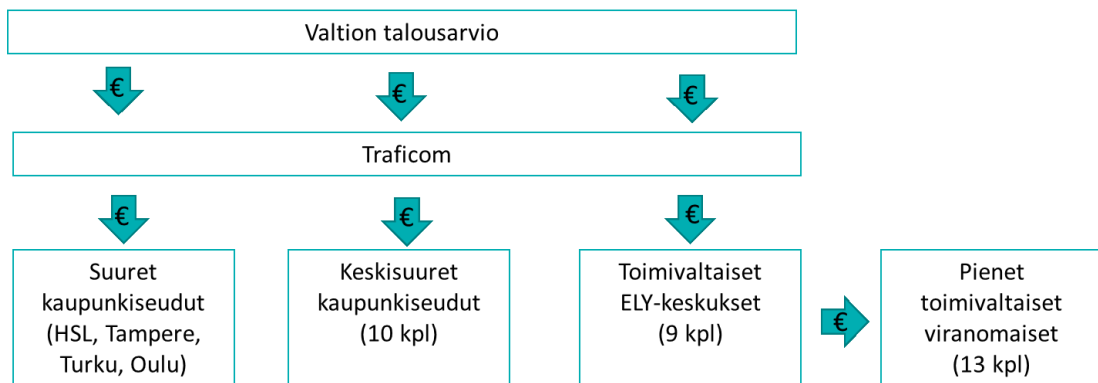 Valtion talousarvio
€
€
€
Traficom
€
€
€
Suuret
kaupunkiseudut
(HSL, Tampere,
Turku, Oulu)
Keskisuuret
kaupunkiseudut
(10 kpl)
Toimivaltaiset
ELY-keskukset
(9 kpl)
€
Pienet
toimivaltaiset
viranomaiset
(13 kpl)